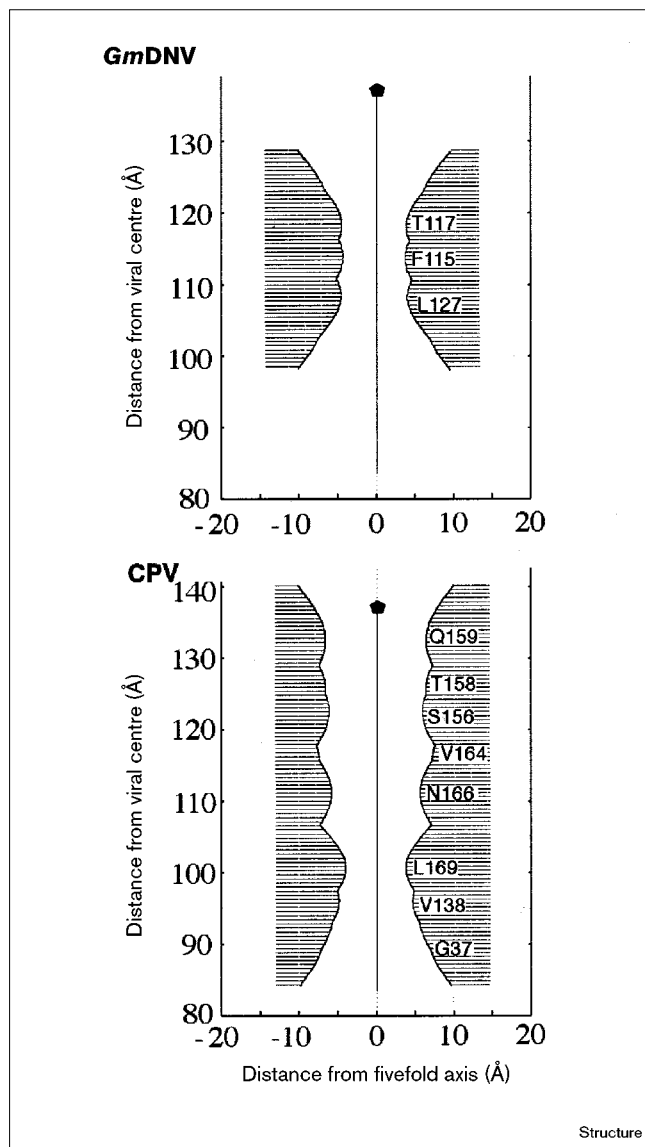 GmDNV
Distance from viral centre (Å)
130
120
110
100
90
80
T117
F115
L127
-20 -10 0 10 20
CPV
Distance from viral centre (Å)
140
130
120
110
100
90
80
Q159
T158
S156
V164
N166
L169
V138
G37
-20 -10 0 10 20
Distance from fivefold axis (Å)
Structure